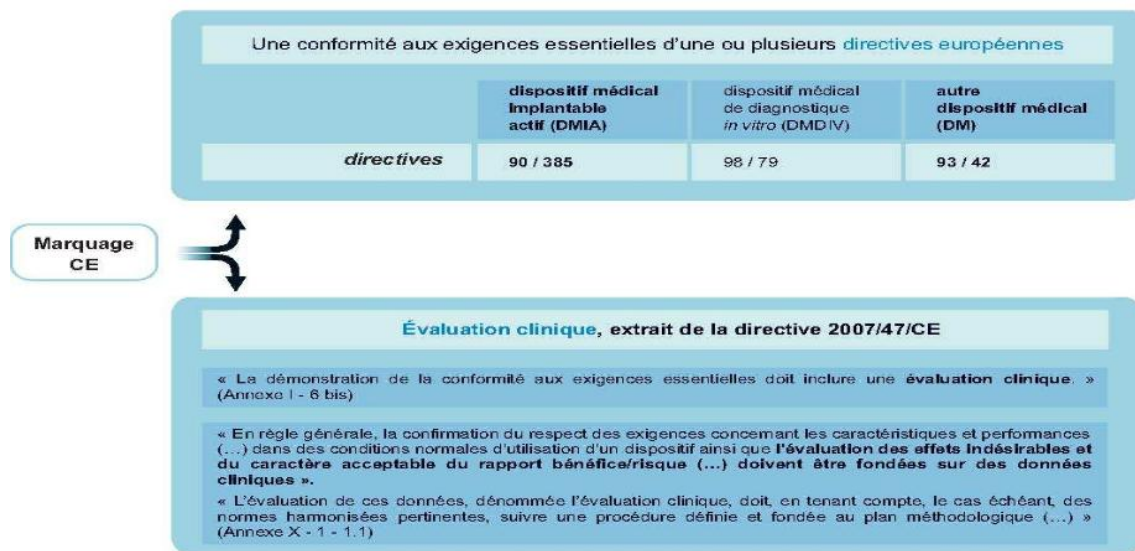 Une conformité aux exigences essentielles d'une ou plusieurs directives européennes
dispositif médical
implantable
actif (DMIA)
dispositif médical
de diagnostique
in vitro (DMDIV)
autre
dispositif médical
(DM)
directives
90 / 385
98 / 79
93 / 42
Marquage
CE
Évaluation clinique, extrait de la directive 2007/47/CE
« La démonstration de la conformité aux exigences essentielles doit inclure une évaluation clinique. »
(Annexe I - 6 bis)
« En règle générale, la confirmation du respect des exigences concernant les caractéristiques et performances
(…) dans des conditions normales d'utilisation d'un dispositif ainsi que l'évaluation des effets indésirables et
du caractère acceptable du rapport bénéfice/risque (…) doivent être fondées sur des données
cliniques ».
« L'évaluation de ces données, dénommée l'évaluation clinique, doit, en tenant compte, le cas échéant, des
normes harmonisées pertinentes, suivre une procédure définie et fondée au plan méthodologique (…) »
(Annexe X - 1 - 1.1)